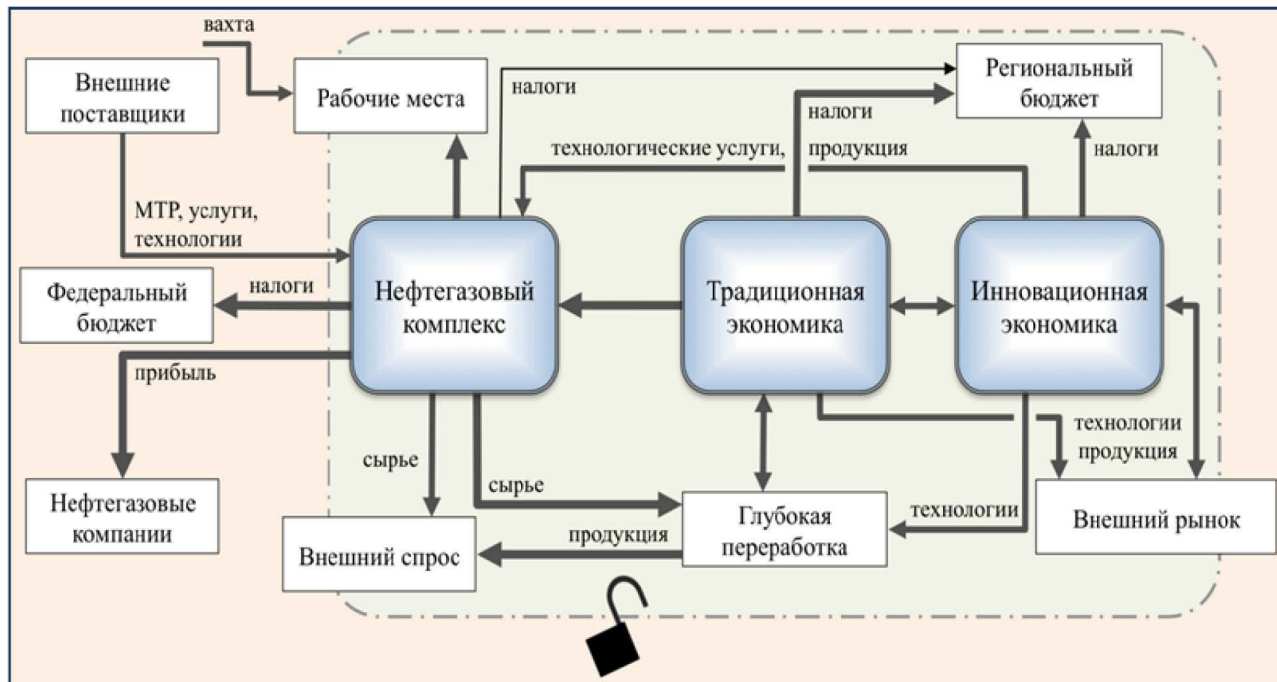 вахта
Внешние
поставщики
Рабочие места
налоги
Региональный
бюджет
налоги
технологические услуги, продукция
налоги
МТР, услуги,
технологии
Федеральный
бюджет
налоги
Нефтегазовый
комплекс
Традиционная
экономика
Инновационная
экономика
прибыль
технологии
продукция
сырье
сырье
Нефтегазовые
компании
Внешний спрос
продукция
Глубокая
переработка
технологии
Внешний рынок